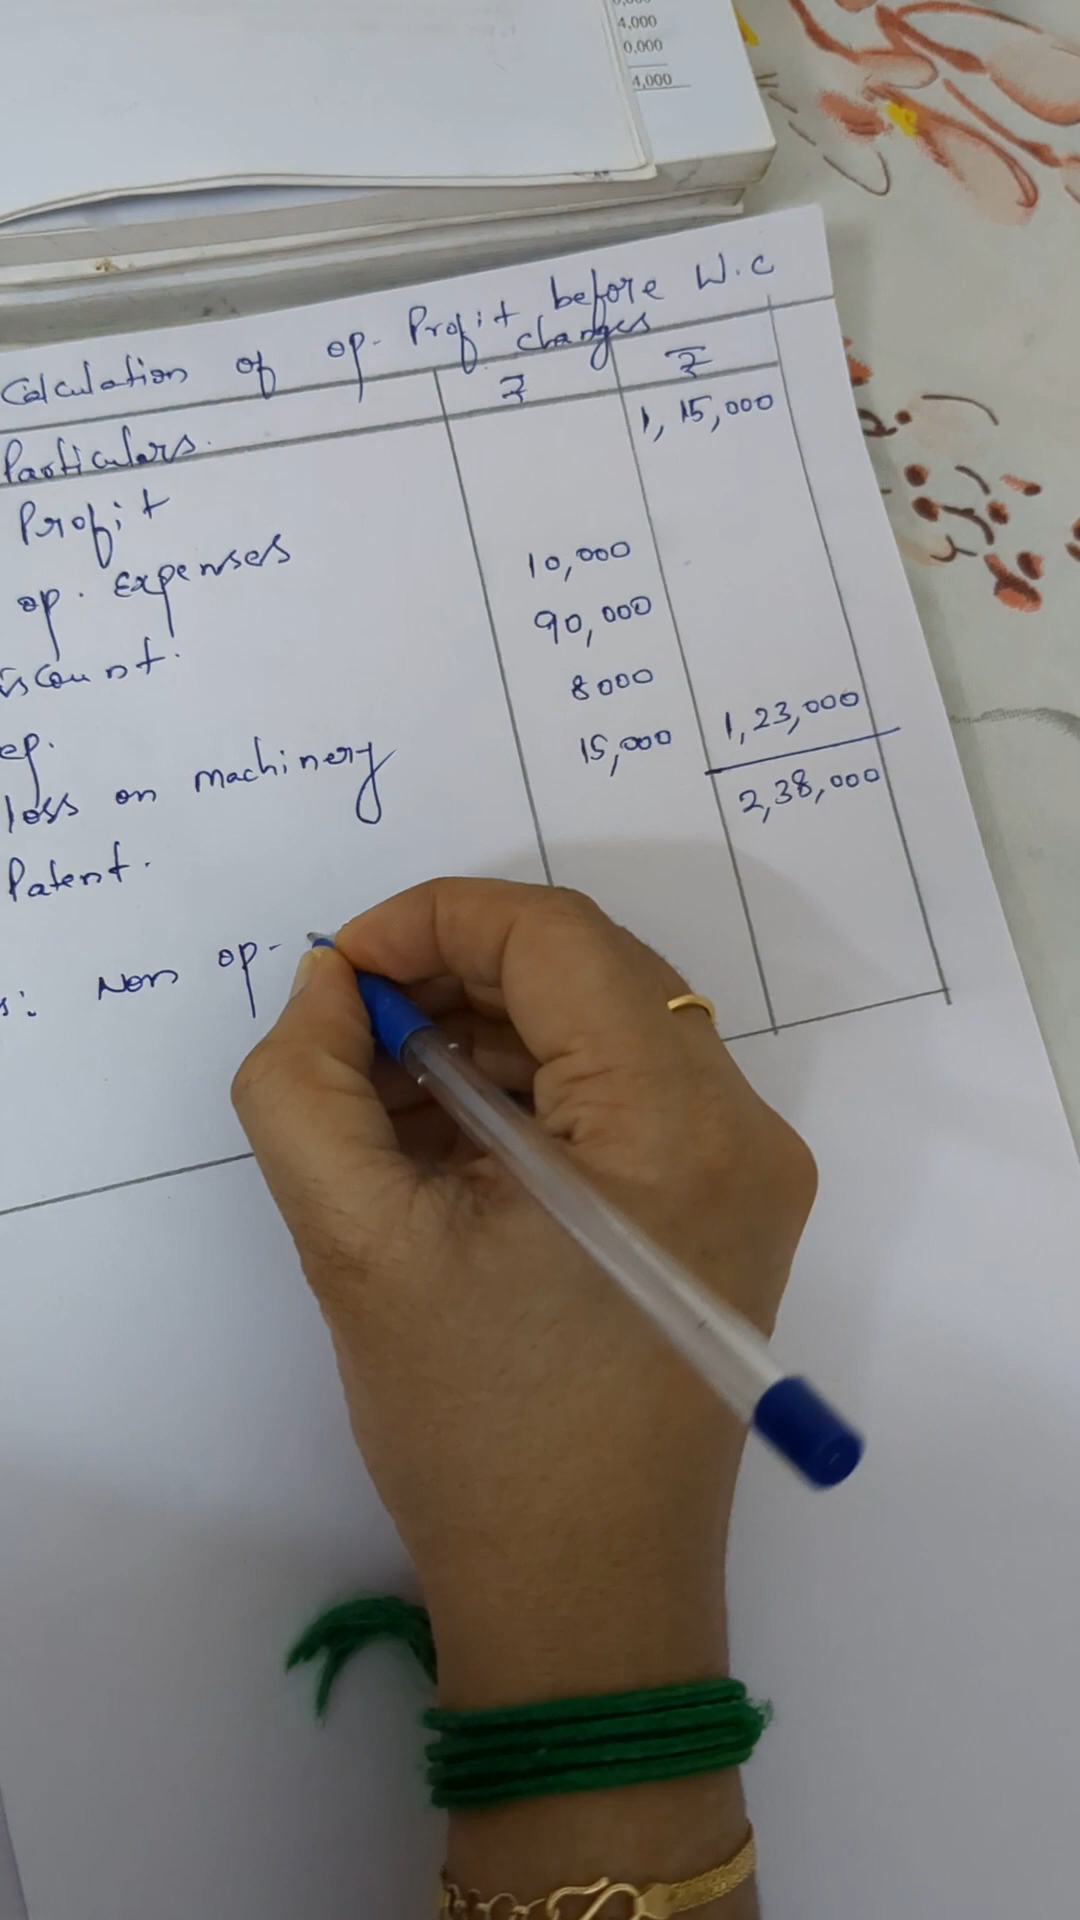 4,000
0,000
4,000
Calculation of op. Profit before W.C
changes
Particulars. ₹ ₹
Profit 1,15,000
op. Expenses
iscount. 10,000
ep. 90,000
loss on machinery 8000
Patent. 15,000 1,23,000
2,38,000
s: Non op-